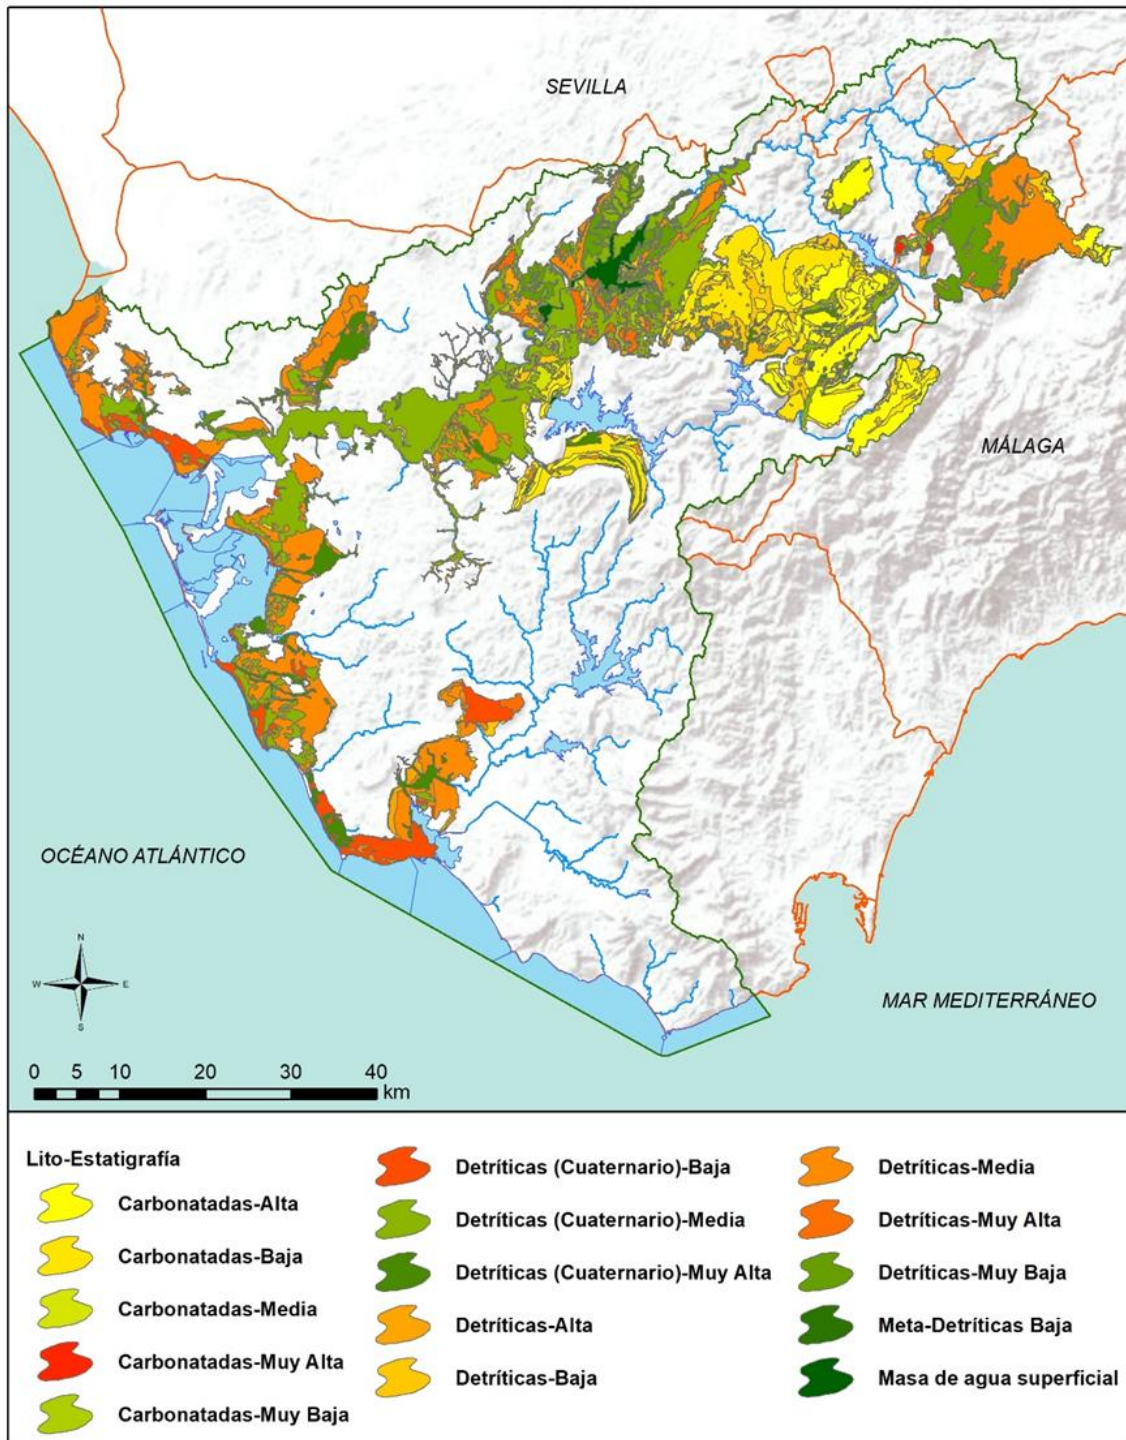 SEVILLA
MÁLAGA
OCÉANO ATLÁNTICO
N
W E
S
MAR MEDITERRÁNEO
0 5 10 20 30 40
km
Lito-Estatigrafía
Carbonatadas-Alta
Carbonatadas-Baja
Carbonatadas-Media
Carbonatadas-Muy Alta
Carbonatadas-Muy Baja
Detríticas (Cuaternario)-Baja
Detríticas (Cuaternario)-Media
Detríticas (Cuaternario)-Muy Alta
Detríticas-Alta
Detríticas-Baja
Detríticas-Media
Detríticas-Muy Alta
Detríticas-Muy Baja
Meta-Detríticas Baja
Masa de agua superficial